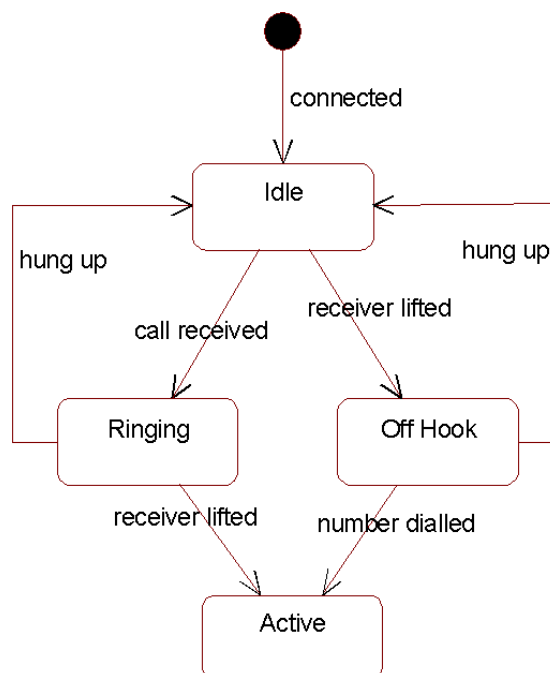 connected
Idle
hung up
hung up
receiver lifted
call received
Ringing
Off Hook
receiver lifted
number dialled
Active